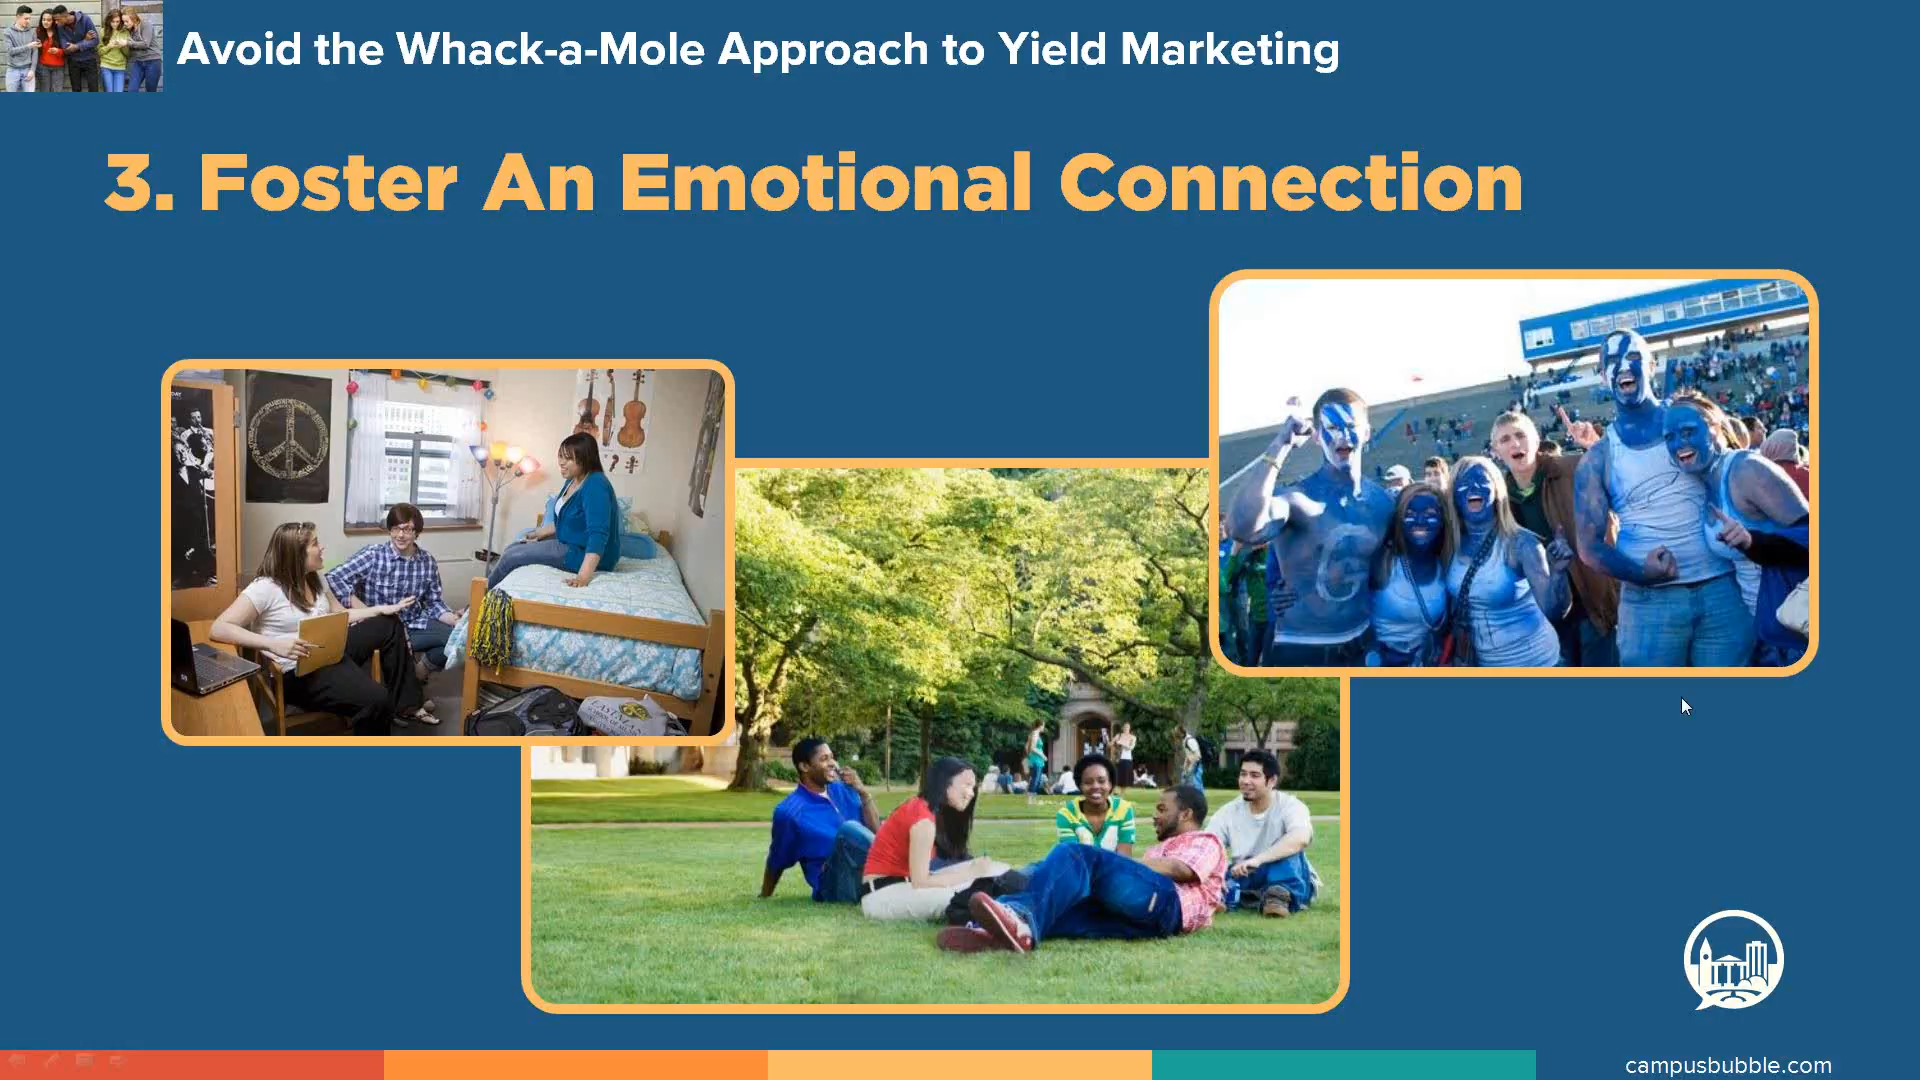 Avoid the Whack-a-Mole Approach to Yield Marketing
3. Foster An Emotional Connection
G
campusbubble.com